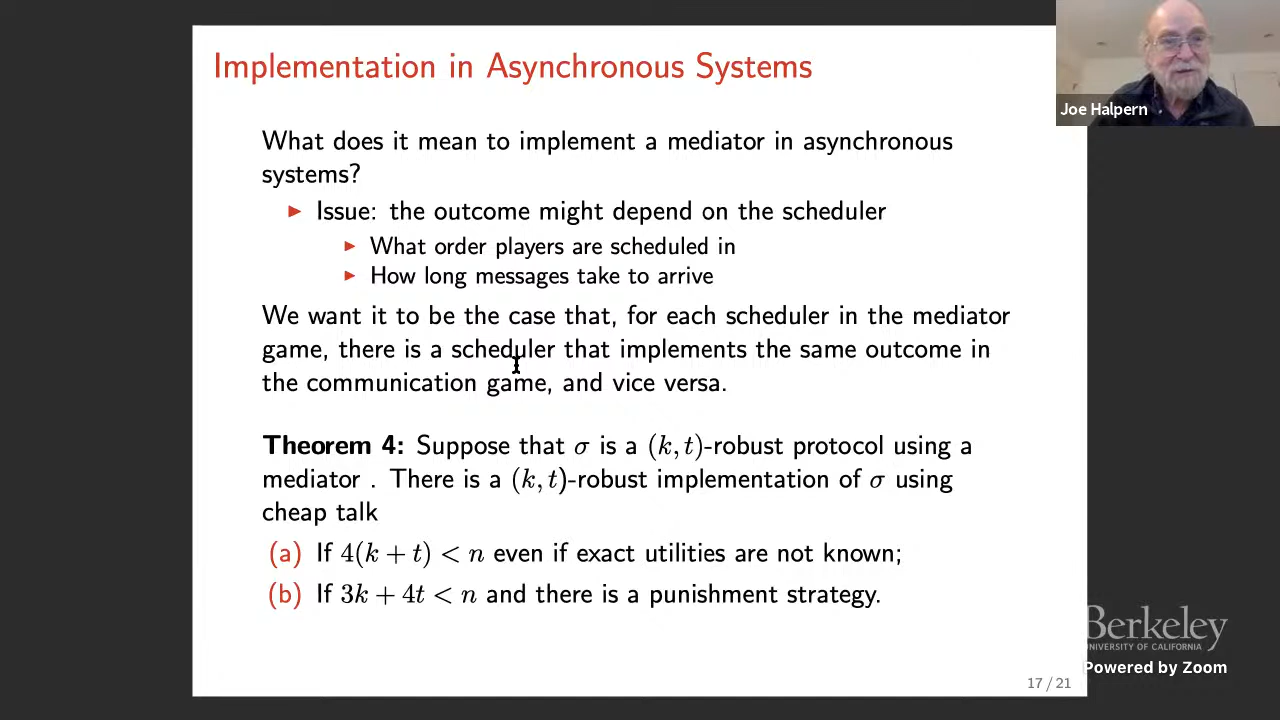 Implementation in Asynchronous Systems
Joe Halpern
What does it mean to implement a mediator in asynchronous
systems?
► Issue: the outcome might depend on the scheduler
► What order players are scheduled in
► How long messages take to arrive
We want it to be the case that, for each scheduler in the mediator
game, there is a scheduler that implements the same outcome in
the communication game, and vice versa.
Theorem 4: Suppose that σ is a (k, t)-robust protocol using a
mediator . There is a (k, t)-robust implementation of σ using
cheap talk
(a) If 4(k + t) < n even if exact utilities are not known;
(b) If 3k + 4t < n and there is a punishment strategy.
Berkeley
UNIVERSITY OF CALIFORNIA
Powered by Zoom
17 / 21